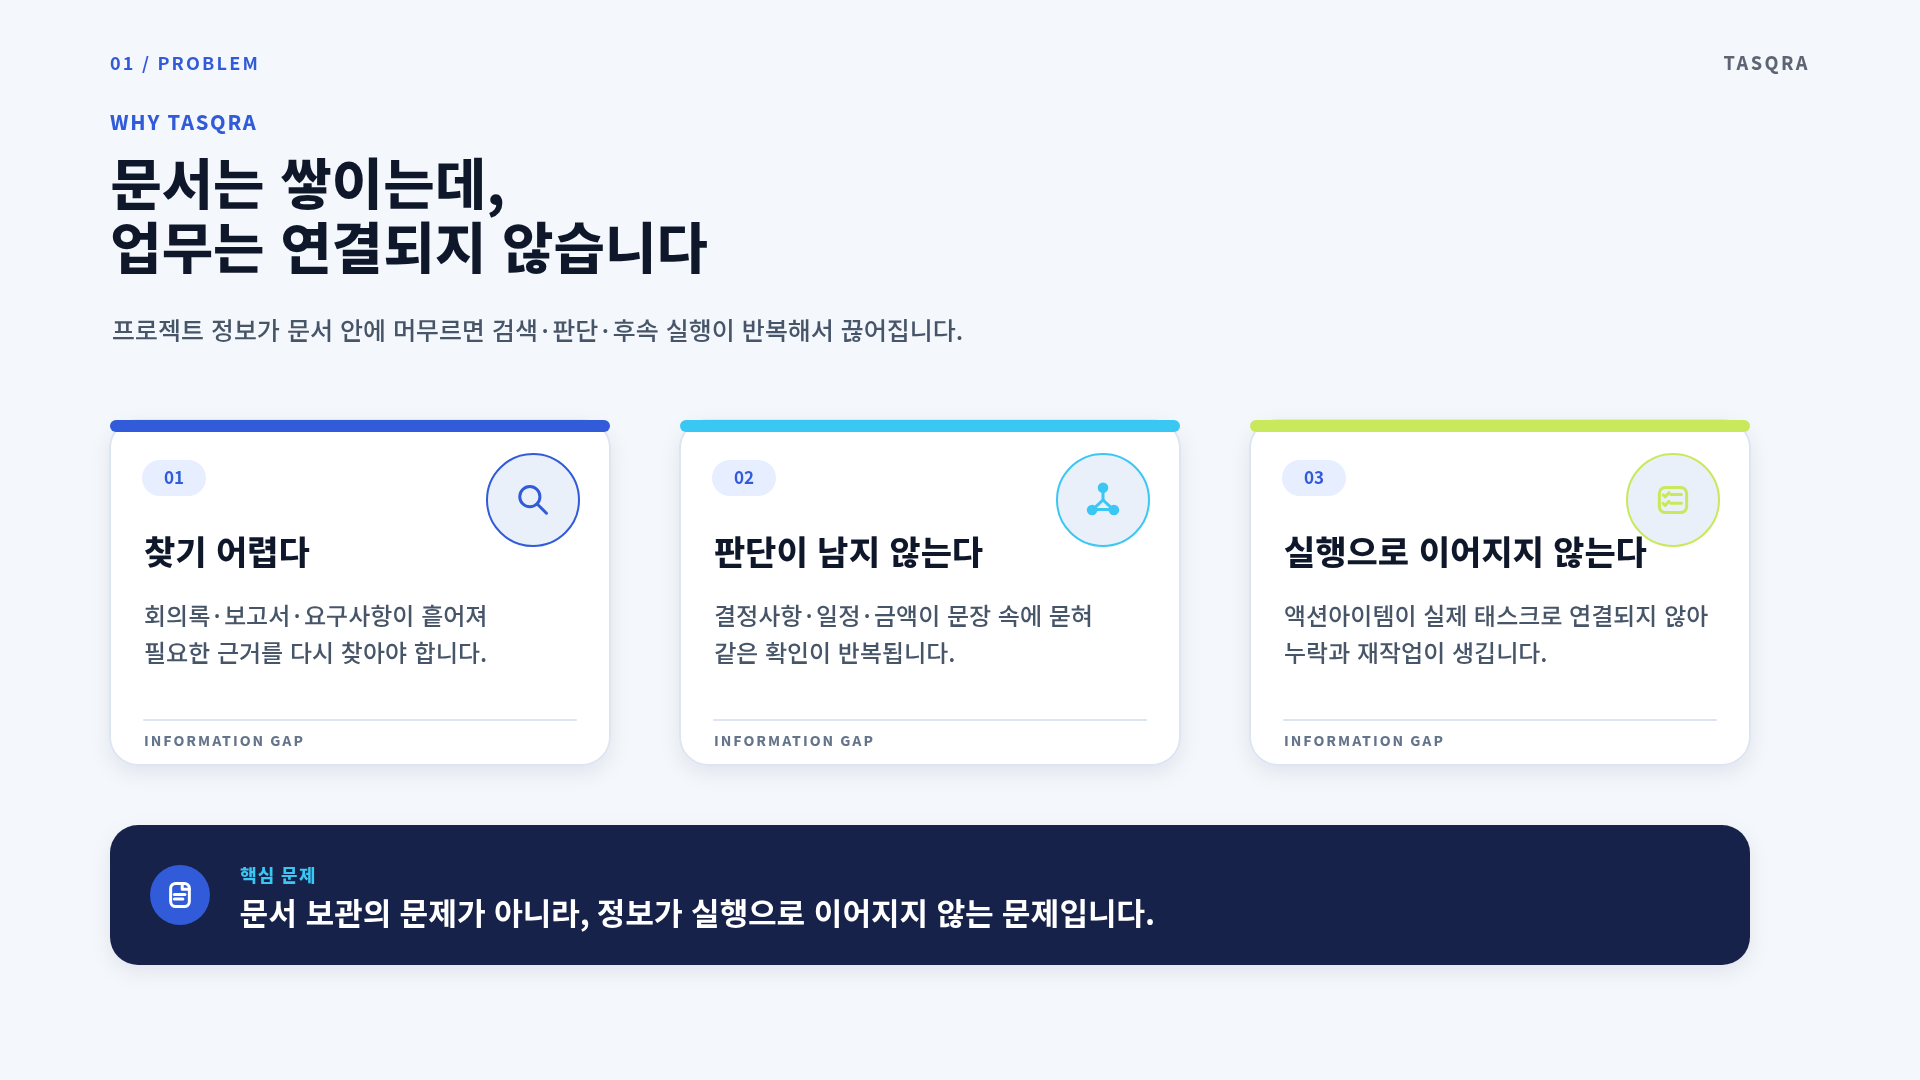 01 / PROBLEM
TASQRA
WHY TASQRA
문서는 쌓이는데,
업무는 연결되지 않습니다
프로젝트 정보가 문서 안에 머무르면 검색·판단·후속 실행이 반복해서 끊어집니다.
01
찾기 어렵다
회의록·보고서·요구사항이 흩어져
필요한 근거를 다시 찾아야 합니다.
INFORMATION GAP
02
판단이 남지 않는다
결정사항·일정·금액이 문장 속에 묻혀
같은 확인이 반복됩니다.
INFORMATION GAP
03
실행으로 이어지지 않는다
액션아이템이 실제 태스크로 연결되지 않아
누락과 재작업이 생깁니다.
INFORMATION GAP
핵심 문제
문서 보관의 문제가 아니라, 정보가 실행으로 이어지지 않는 문제입니다.